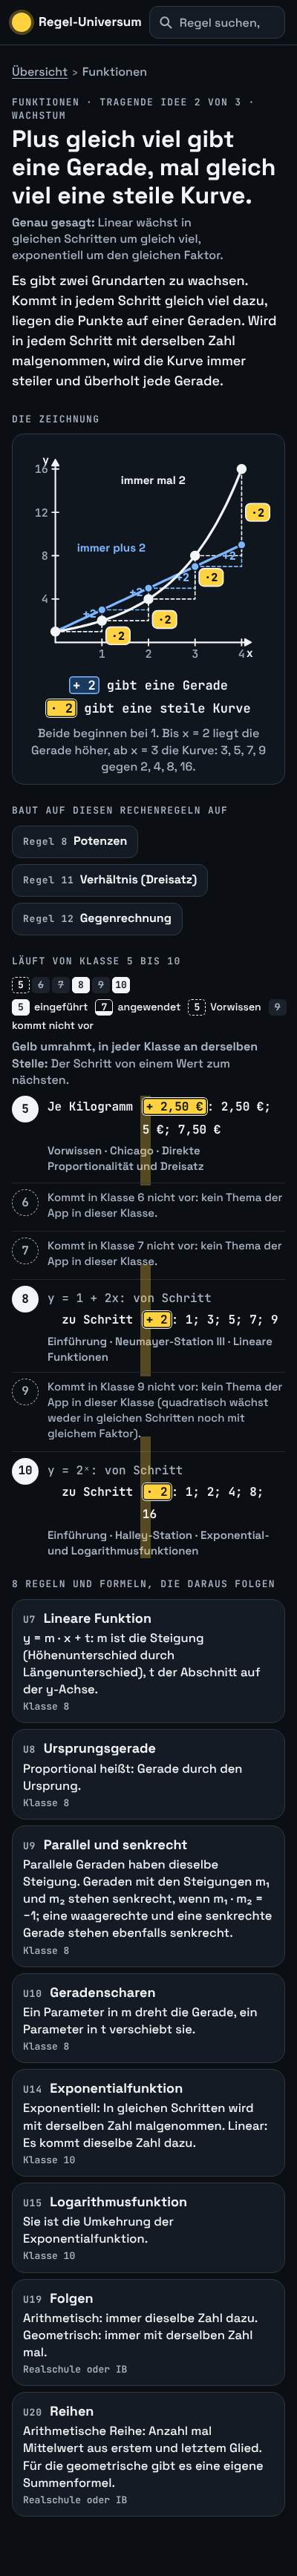 Regel-Universum
Regel suchen,
Übersicht > Funktionen
FUNKTIONEN · TRAGENDE IDEE 2 VON 3 ·
WACHSTUM
Plus gleich viel gibt
eine Gerade, mal gleich
viel eine steile Kurve.
Genau gesagt: Linear wächst in
gleichen Schritten um gleich viel,
exponentiell um den gleichen Faktor.
Es gibt zwei Grundarten zu wachsen.
Kommt in jedem Schritt gleich viel dazu,
liegen die Punkte auf einer Geraden. Wird
in jedem Schritt mit derselben Zahl
malgenommen, wird die Kurve immer
steiler und überholt jede Gerade.
DIE ZEICHNUNG
y
16
immer mal 2
12
·2
immer plus 2
8
+2
+2
·2
+2
4
·2
+2
·2
1 2 3 4 x
+ 2 gibt eine Gerade
· 2 gibt eine steile Kurve
Beide beginnen bei 1. Bis x = 2 liegt die
Gerade höher, ab x = 3 die Kurve: 3, 5, 7, 9
gegen 2, 4, 8, 16.
BAUT AUF DIESEN RECHENREGELN AUF
Regel 8 Potenzen
Regel 11 Verhältnis (Dreisatz)
Regel 12 Gegenrechnung
LÄUFT VON KLASSE 5 BIS 10
5 6 7 8 9 10
5 eingeführt 7 angewendet 5 Vorwissen 9
kommt nicht vor
Gelb umrahmt, in jeder Klasse an derselben
Stelle: Der Schritt von einem Wert zum
nächsten.
5 Je Kilogramm + 2,50 €: 2,50 €;
5 €; 7,50 €
Vorwissen · Chicago · Direkte
Proportionalität und Dreisatz
6 Kommt in Klasse 6 nicht vor: kein Thema der
App in dieser Klasse.
7 Kommt in Klasse 7 nicht vor: kein Thema der
App in dieser Klasse.
8 y = 1 + 2x: von Schritt
zu Schritt + 2: 1; 3; 5; 7; 9
Einführung · Neumayer-Station III · Lineare
Funktionen
9 Kommt in Klasse 9 nicht vor: kein Thema der
App in dieser Klasse (quadratisch wächst
weder in gleichen Schritten noch mit
gleichem Faktor).
10 y = 2ˣ: von Schritt
zu Schritt · 2: 1; 2; 4; 8;
16
Einführung · Halley-Station · Exponential-
und Logarithmusfunktionen
8 REGELN UND FORMELN, DIE DARAUS FOLGEN
U7 Lineare Funktion
y = m · x + t: m ist die Steigung
(Höhenunterschied durch
Längenunterschied), t der Abschnitt auf
der y-Achse.
Klasse 8
U8 Ursprungsgerade
Proportional heißt: Gerade durch den
Ursprung.
Klasse 8
U9 Parallel und senkrecht
Parallele Geraden haben dieselbe
Steigung. Geraden mit den Steigungen m₁
und m₂ stehen senkrecht, wenn m₁ · m₂ =
−1; eine waagerechte und eine senkrechte
Gerade stehen ebenfalls senkrecht.
Klasse 8
U10 Geradenscharen
Ein Parameter in m dreht die Gerade, ein
Parameter in t verschiebt sie.
Klasse 8
U14 Exponentialfunktion
Exponentiell: In gleichen Schritten wird
mit derselben Zahl malgenommen. Linear:
Es kommt dieselbe Zahl dazu.
Klasse 10
U15 Logarithmusfunktion
Sie ist die Umkehrung der
Exponentialfunktion.
Klasse 10
U19 Folgen
Arithmetisch: immer dieselbe Zahl dazu.
Geometrisch: immer mit derselben Zahl
mal.
Realschule oder IB
U20 Reihen
Arithmetische Reihe: Anzahl mal
Mittelwert aus erstem und letztem Glied.
Für die geometrische gibt es eine eigene
Summenformel.
Realschule oder IB